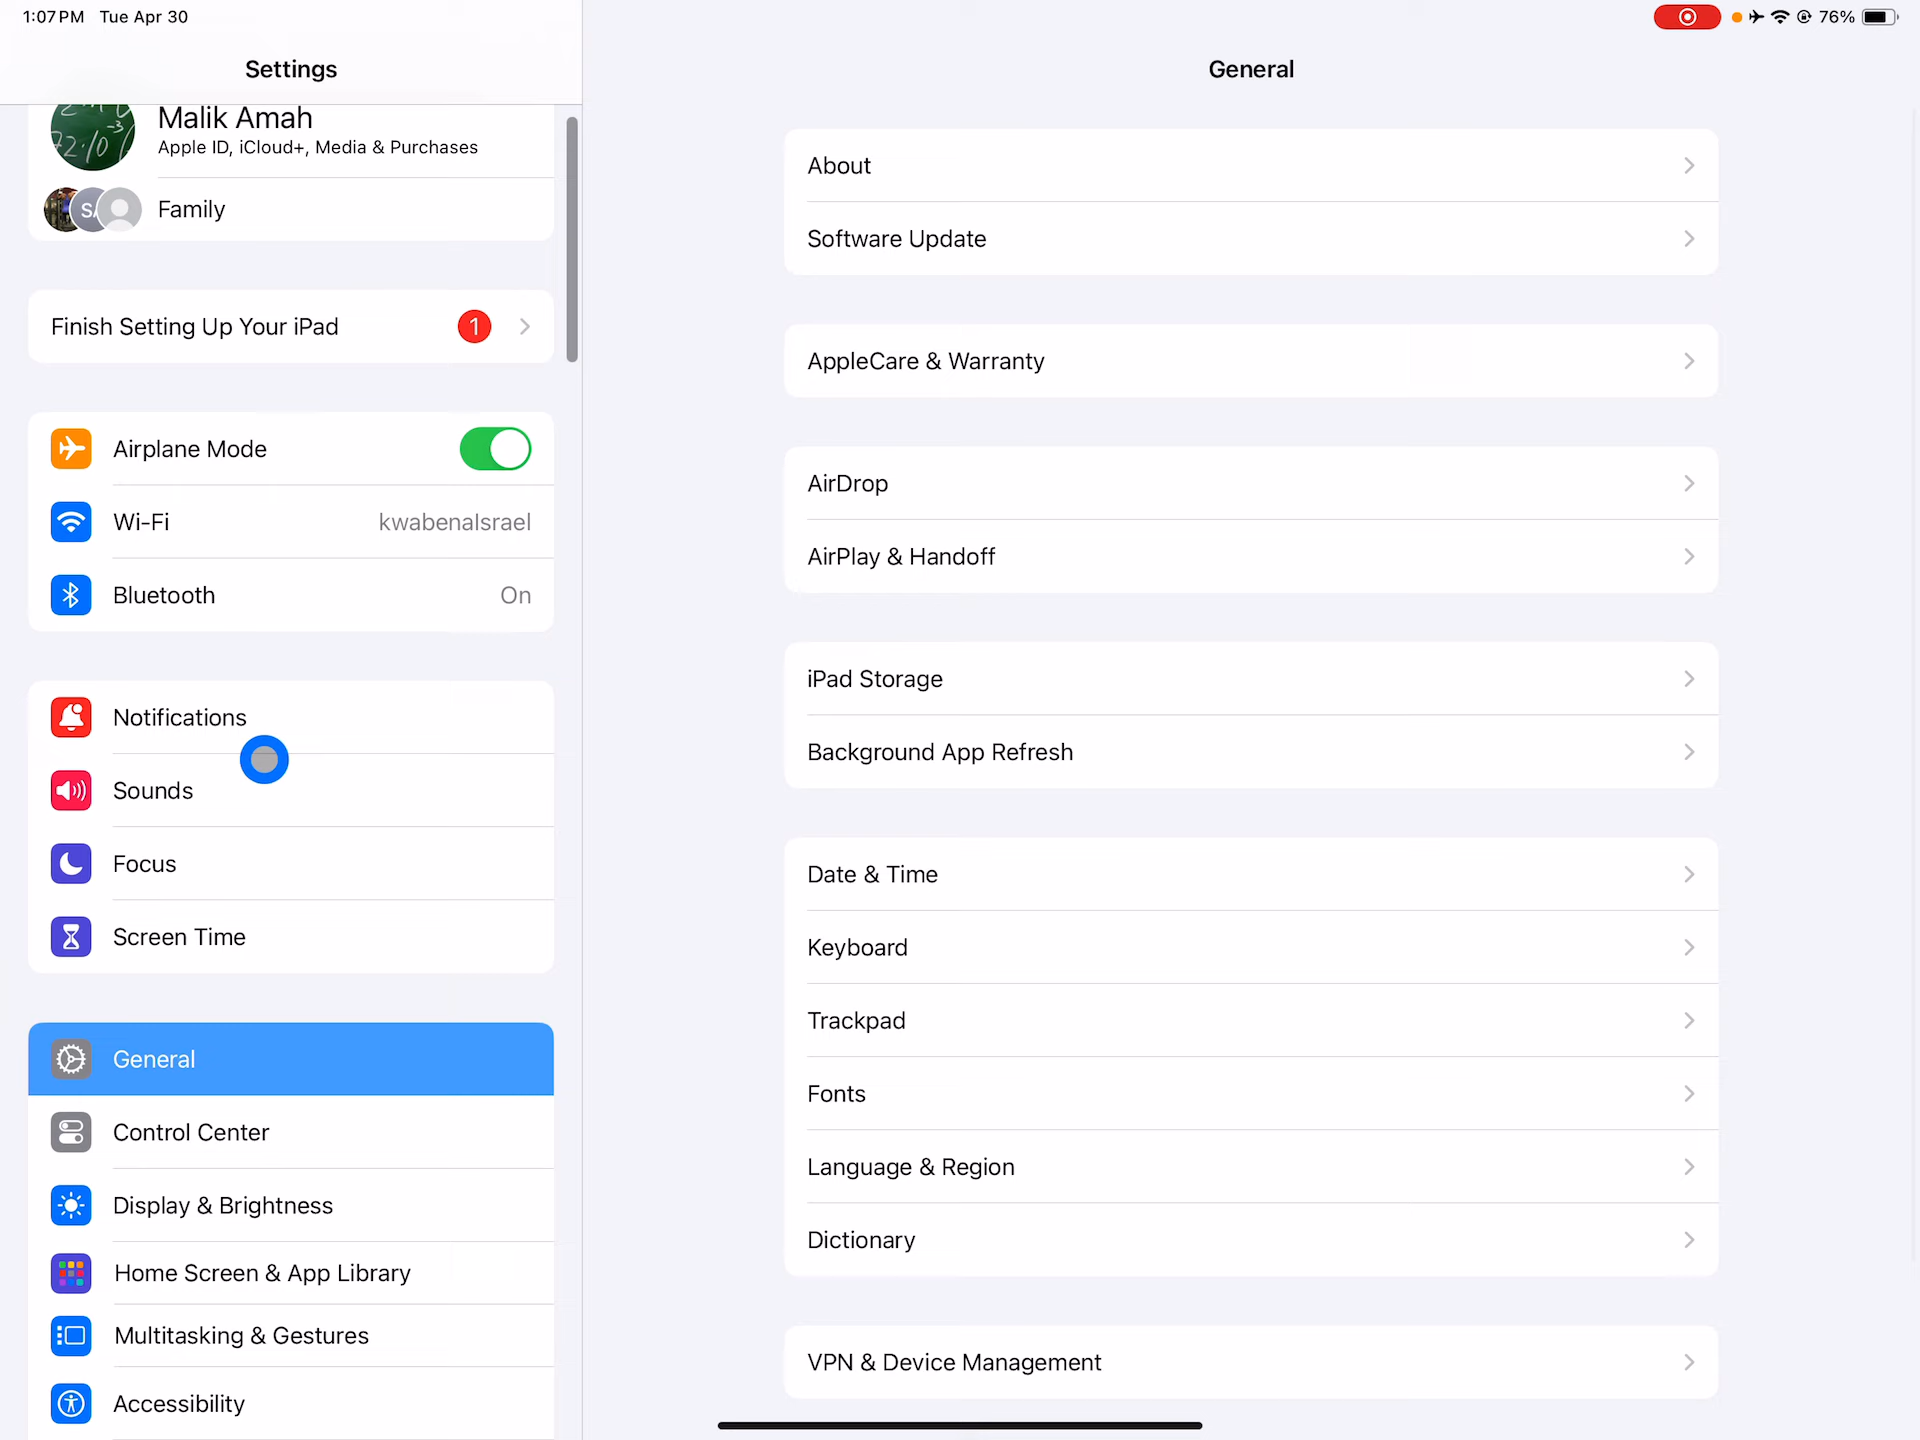 1:07 PM Tue Apr 30
76%
Settings
Malik Amah
Apple ID, iCloud+, Media & Purchases
Family
Finish Setting Up Your iPad 1
Airplane Mode
Wi-Fi kwabenaIsrael
Bluetooth On
Notifications
Sounds
Focus
Screen Time
General
Control Center
Display & Brightness
Home Screen & App Library
Multitasking & Gestures
Accessibility
General
About
Software Update
AppleCare & Warranty
AirDrop
AirPlay & Handoff
iPad Storage
Background App Refresh
Date & Time
Keyboard
Trackpad
Fonts
Language & Region
Dictionary
VPN & Device Management